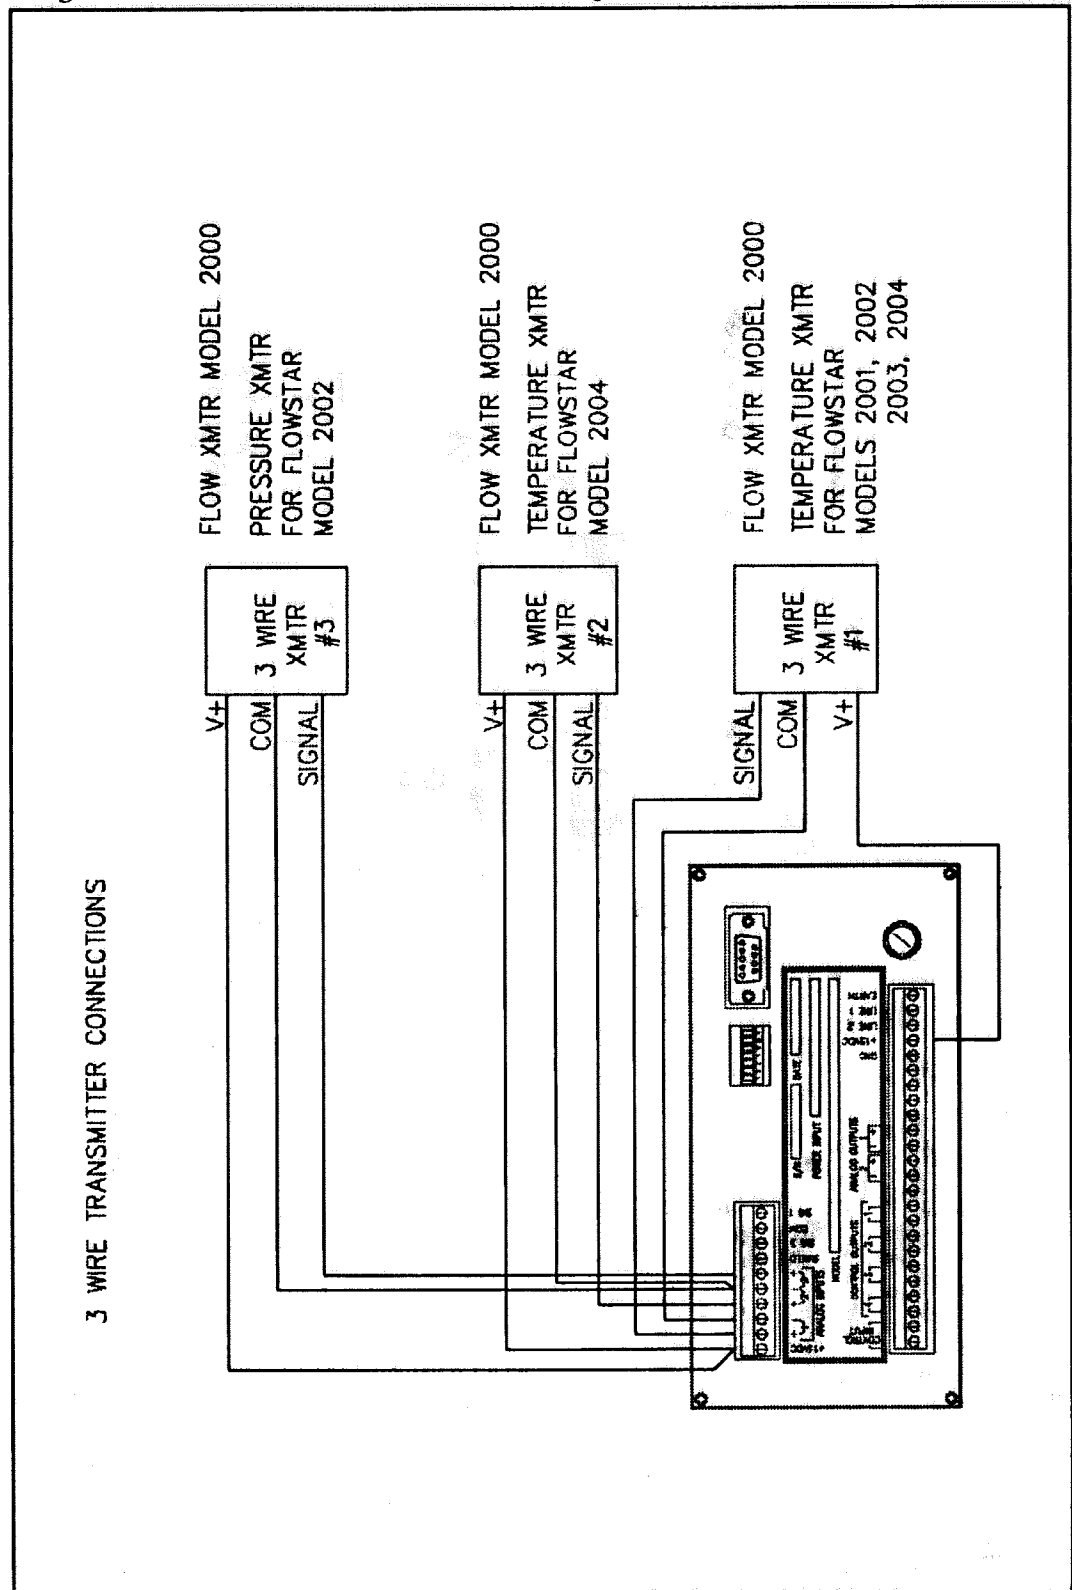 3 WIRE TRANSMITTER CONNECTIONS
FLOW XMTR MODEL 2000
PRESSURE XMTR
FOR FLOWSTAR
MODEL 2002
3 WIRE
XMTR
#3
V+
COM
SIGNAL
FLOW XMTR MODEL 2000
TEMPERATURE XMTR
FOR FLOWSTAR
MODEL 2004
3 WIRE
XMTR
#2
V+
COM
SIGNAL
FLOW XMTR MODEL 2000
TEMPERATURE XMTR
FOR FLOWSTAR
MODELS 2001, 2002
2003, 2004
3 WIRE
XMTR
#1
SIGNAL
COM
V+
S/N
DATE
POWER INPUT
MODEL
ANALOG INPUTS
CONTROL OUTPUTS
ANALOG OUTPUTS